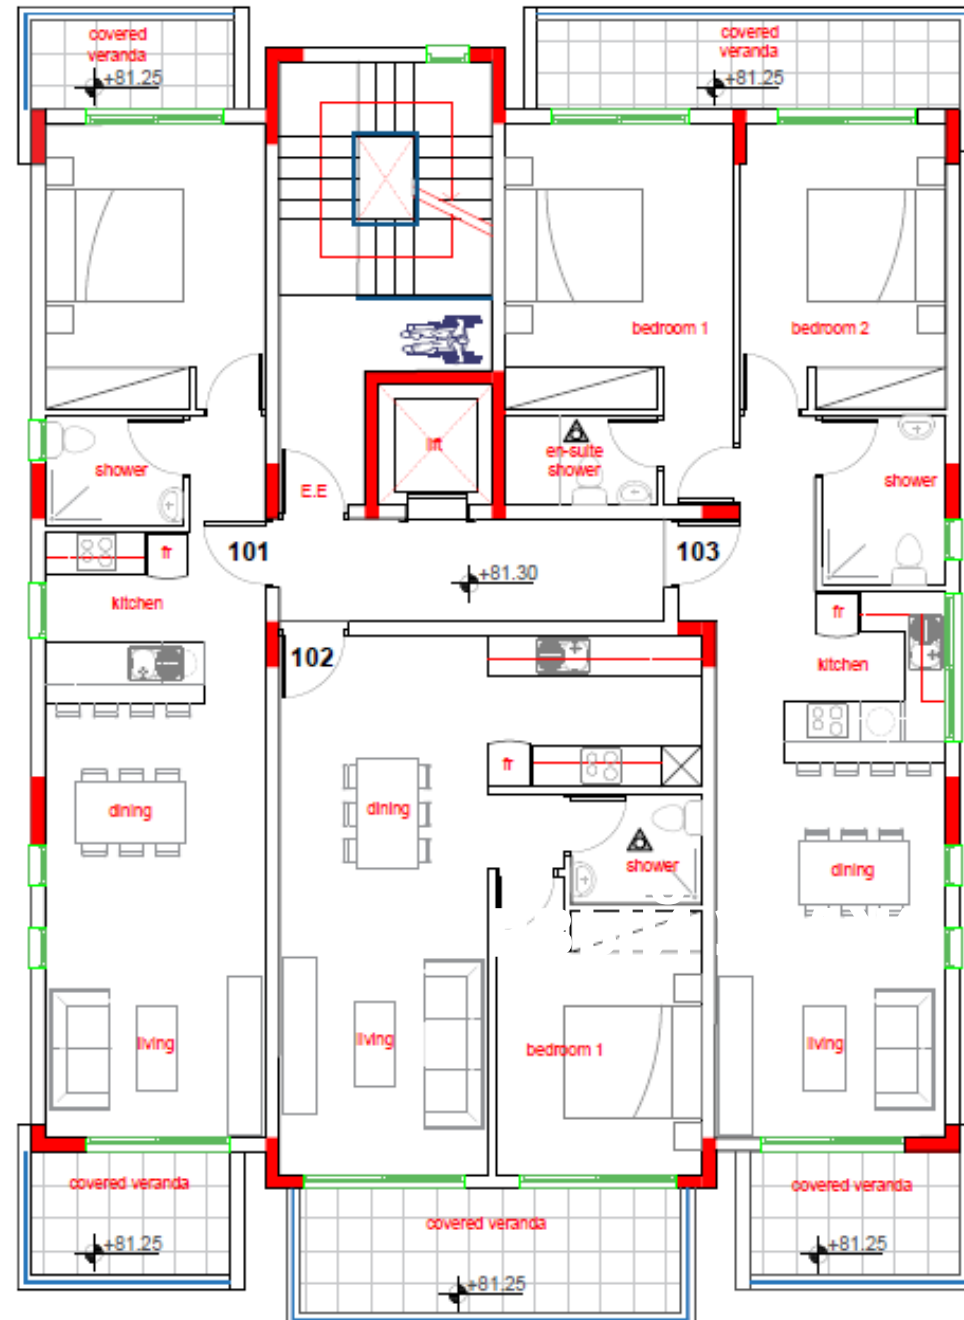 covered
veranda
+81.25
covered
veranda
+81.25
bedroom 1
bedroom 2
lift
en-suite
shower
shower
E.E
shower
fr
101
103
+81.30
kitchen
fr
102
kitchen
fr
dining
dining
shower
dining
living
living
bedroom 1
living
covered veranda
covered veranda
covered veranda
+81.25
+81.25
+81.25